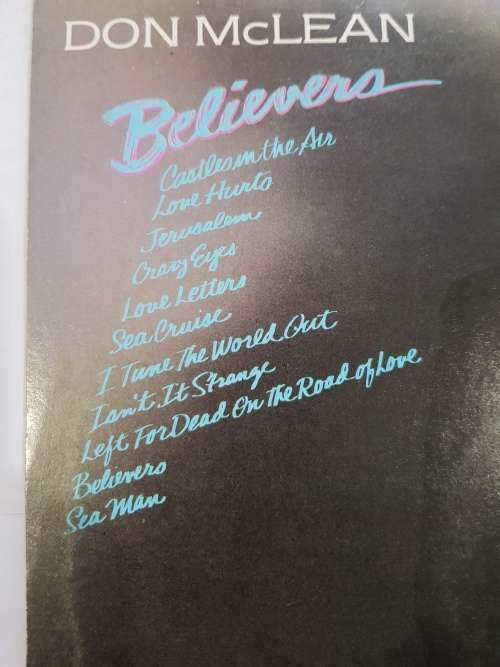 DON McLEAN
Believers
Castles in the Air
Love Hurts
Jerusalem
Crazy Eyes
Love Letters
Sea Cruise
I Tune The World Out
Isn't It Strange
Left For Dead On The Road of Love
Believers
Sea Man